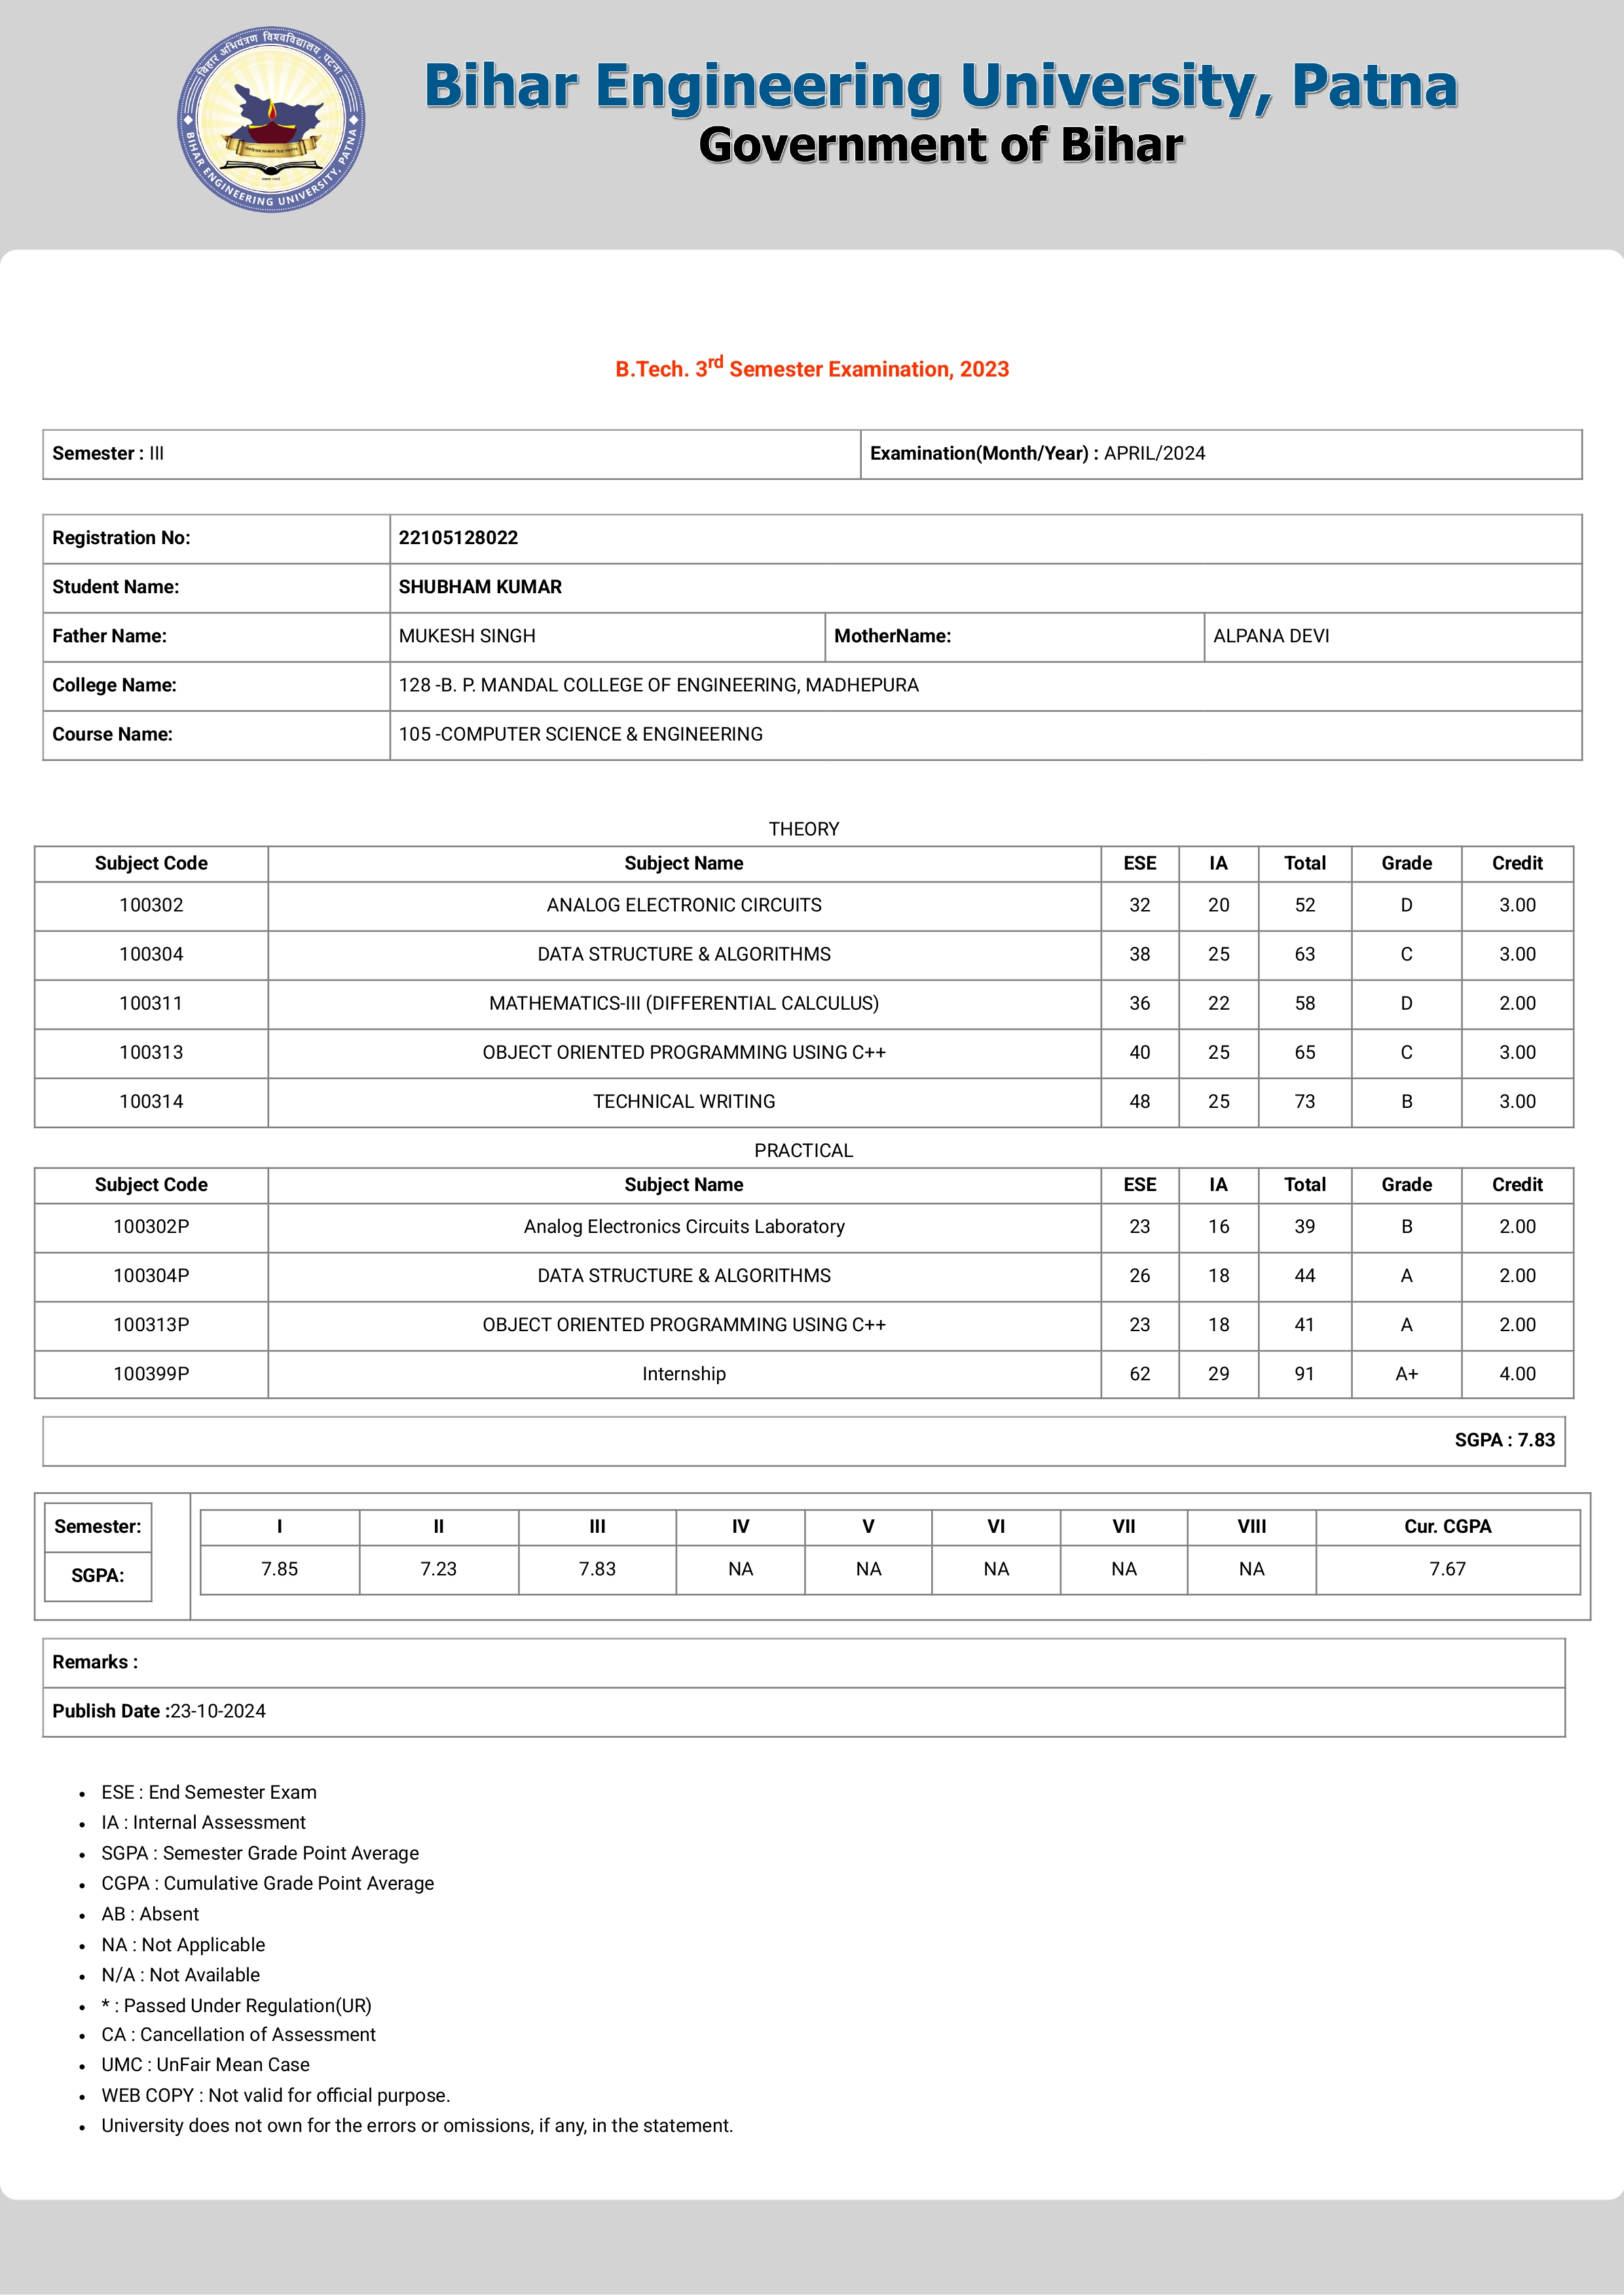 बिहार अभियंत्रण विश्वविद्यालय, पटना
BIHAR ENGINEERING UNIVERSITY, PATNA
Bihar Engineering University, Patna
Government of Bihar
B.Tech. 3rd Semester Examination, 2023
Semester : III Examination(Month/Year) : APRIL/2024
Registration No: 22105128022
Student Name: SHUBHAM KUMAR
Father Name: MUKESH SINGH MotherName: ALPANA DEVI
College Name: 128 -B. P. MANDAL COLLEGE OF ENGINEERING, MADHEPURA
Course Name: 105 -COMPUTER SCIENCE & ENGINEERING
THEORY
Subject Code Subject Name ESE IA Total Grade Credit
100302 ANALOG ELECTRONIC CIRCUITS 32 20 52 D 3.00
100304 DATA STRUCTURE & ALGORITHMS 38 25 63 C 3.00
100311 MATHEMATICS-III (DIFFERENTIAL CALCULUS) 36 22 58 D 2.00
100313 OBJECT ORIENTED PROGRAMMING USING C++ 40 25 65 C 3.00
100314 TECHNICAL WRITING 48 25 73 B 3.00
PRACTICAL
Subject Code Subject Name ESE IA Total Grade Credit
100302P Analog Electronics Circuits Laboratory 23 16 39 B 2.00
100304P DATA STRUCTURE & ALGORITHMS 26 18 44 A 2.00
100313P OBJECT ORIENTED PROGRAMMING USING C++ 23 18 41 A 2.00
100399P Internship 62 29 91 A+ 4.00
SGPA : 7.83
Semester: I II III IV V VI VII VIII Cur. CGPA
SGPA: 7.85 7.23 7.83 NA NA NA NA NA 7.67
Remarks :
Publish Date :23-10-2024
• ESE : End Semester Exam
• IA : Internal Assessment
• SGPA : Semester Grade Point Average
• CGPA : Cumulative Grade Point Average
• AB : Absent
• NA : Not Applicable
• N/A : Not Available
• * : Passed Under Regulation(UR)
• CA : Cancellation of Assessment
• UMC : UnFair Mean Case
• WEB COPY : Not valid for official purpose.
• University does not own for the errors or omissions, if any, in the statement.